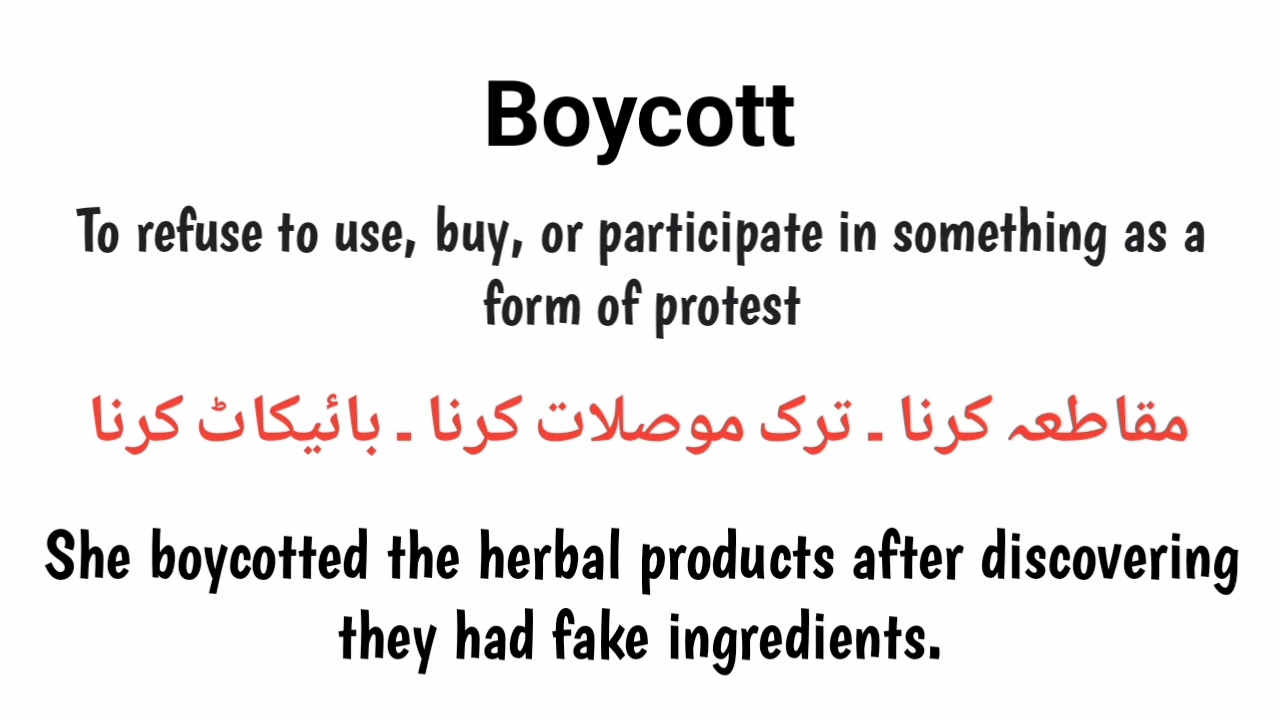 Boycott
To refuse to use, buy, or participate in something as a
form of protest
مقاطعہ کرنا ۔ ترک موصلات کرنا ۔ بائیکاٹ کرنا
She boycotted the herbal products after discovering
they had fake ingredients.